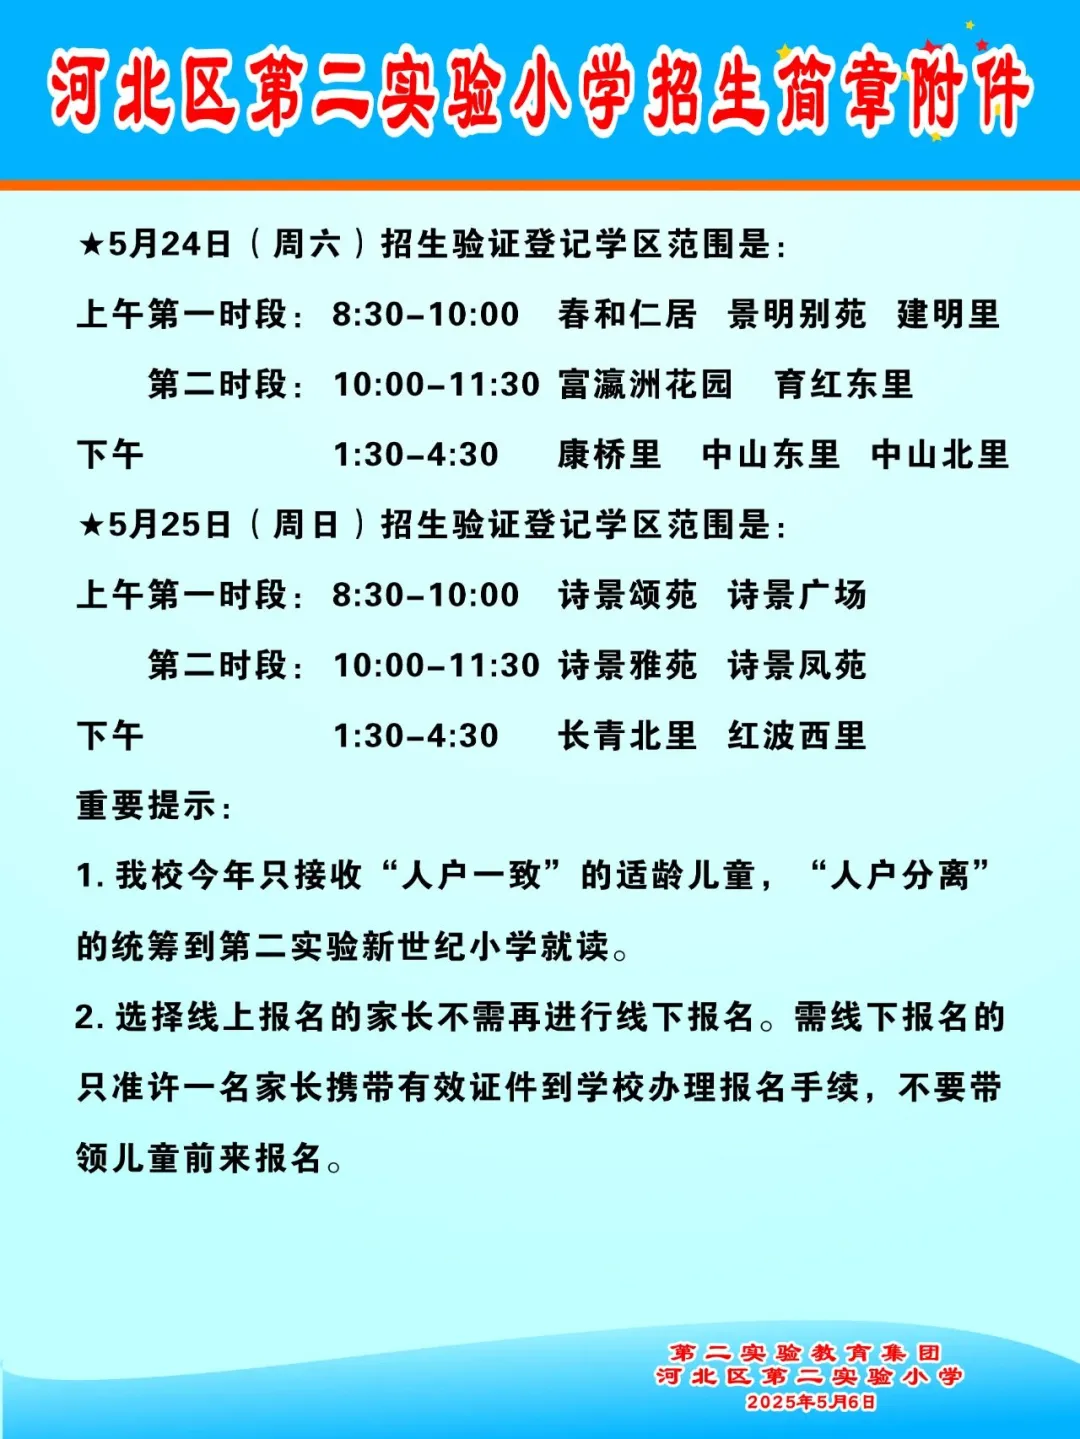 河北区第二实验小学招生简章附件
★5月24日（周六）招生验证登记学区范围是：
上午第一时段： 8:30-10:00 春和仁居 景明别苑 建明里
第二时段： 10:00-11:30 富瀛洲花园 育红东里
下午 1:30-4:30 康桥里 中山东里 中山北里
★5月25日（周日）招生验证登记学区范围是：
上午第一时段： 8:30-10:00 诗景颂苑 诗景广场
第二时段： 10:00-11:30 诗景雅苑 诗景凤苑
下午 1:30-4:30 长青北里 红波西里
重要提示：
1. 我校今年只接收“人户一致”的适龄儿童，“人户分离”
的统筹到第二实验新世纪小学就读。
2. 选择线上报名的家长不需再进行线下报名。需线下报名的
只准许一名家长携带有效证件到学校办理报名手续，不要带
领儿童前来报名。
第二实验教育集团
河北区第二实验小学
2025年5月6日